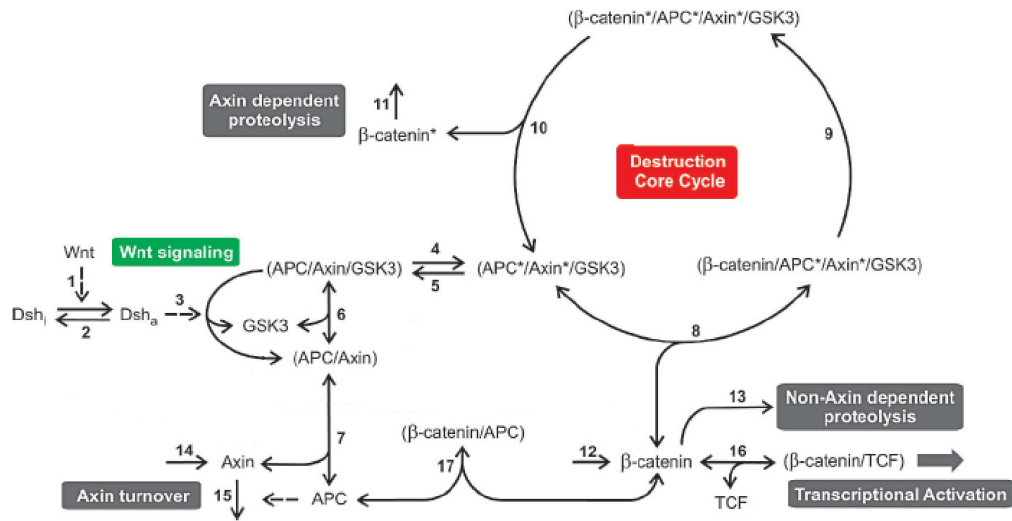 (β-catenin*/APC*/Axin*/GSK3)
Axin dependent
proteolysis
11
β-catenin*
10
9
Destruction
Core Cycle
Wnt
Wnt signaling
1
(APC/Axin/GSK3)
4
5
(APC*/Axin*/GSK3)
(β-catenin/APC*/Axin*/GSK3)
Dshi
2
Dsha
3
GSK3
6
8
(APC/Axin)
7
(β-catenin/APC)
13
Non-Axin dependent
proteolysis
14
Axin
17
12
β-catenin
16
(β-catenin/TCF)
Axin turnover
15
APC
TCF
Transcriptional Activation